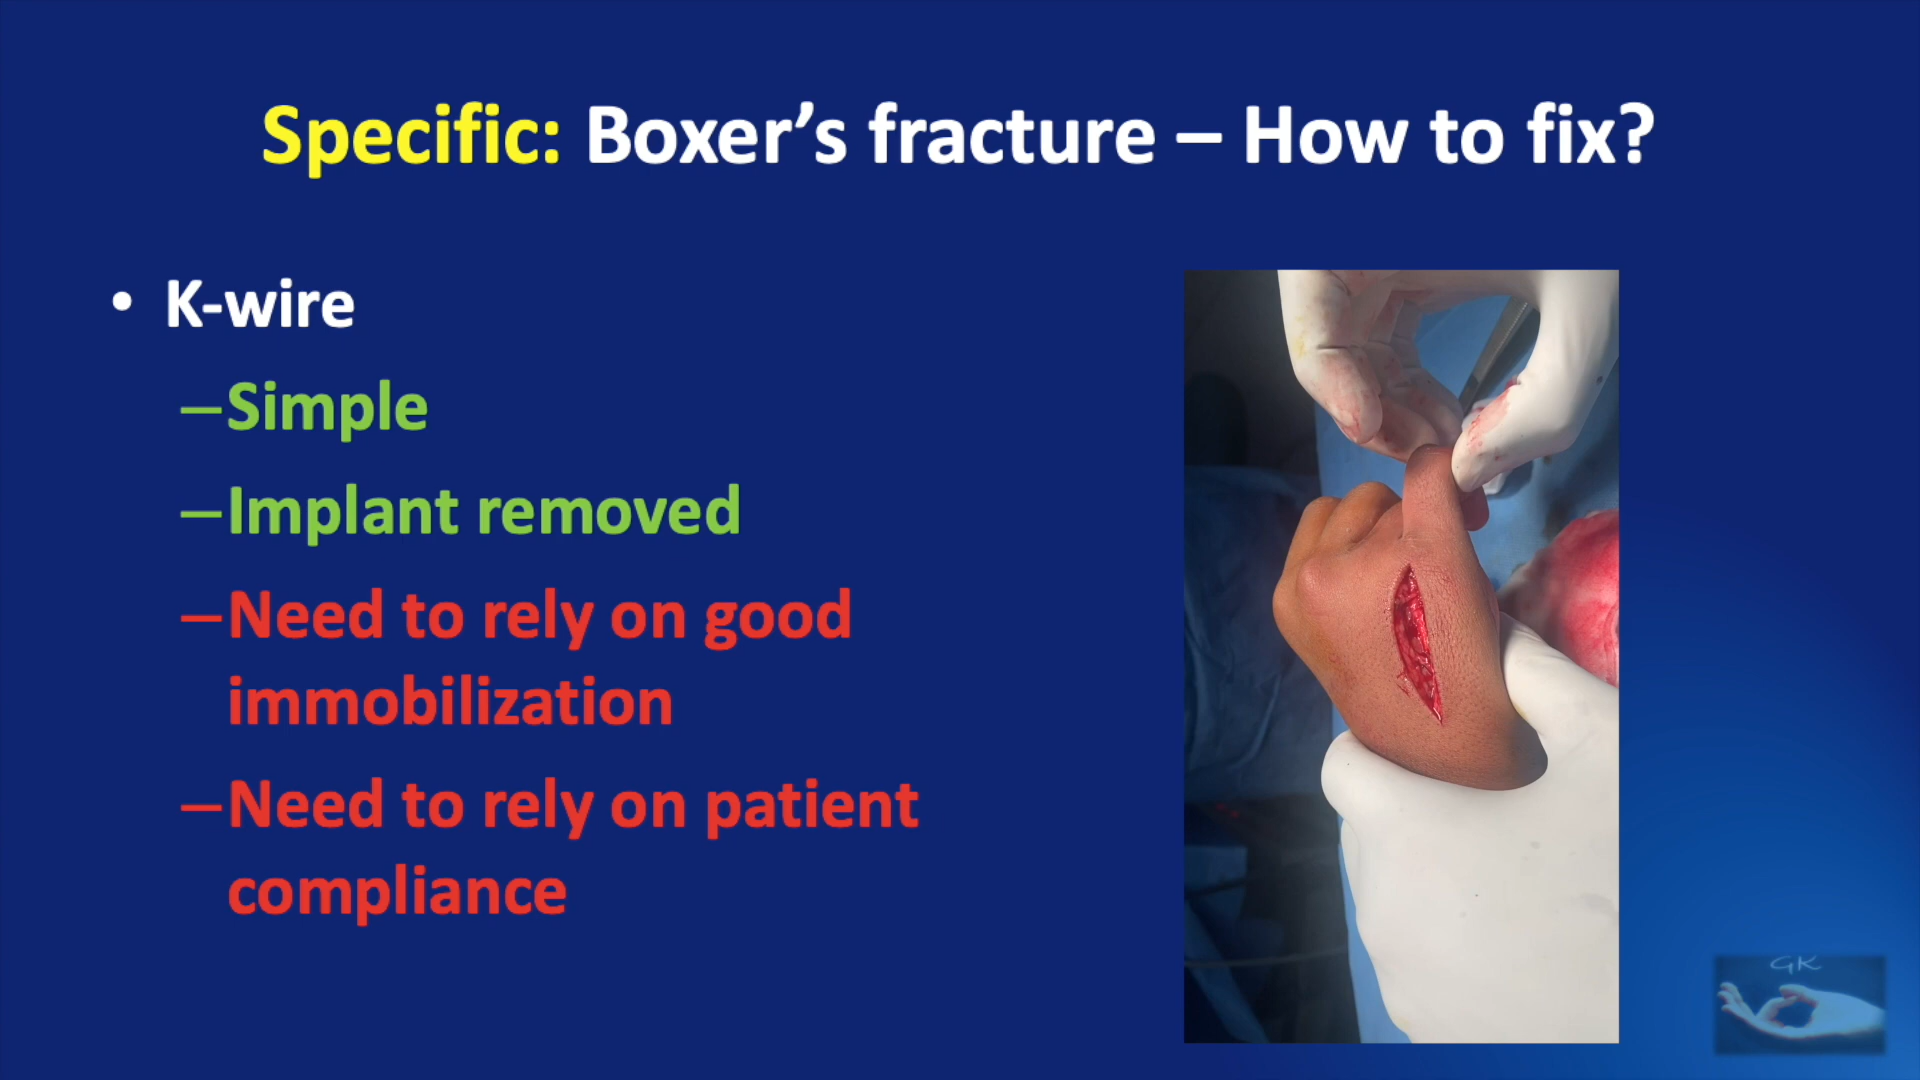 Specific: Boxer’s fracture – How to fix?
• K-wire
–Simple
–Implant removed
–Need to rely on good
immobilization
–Need to rely on patient
compliance
GK